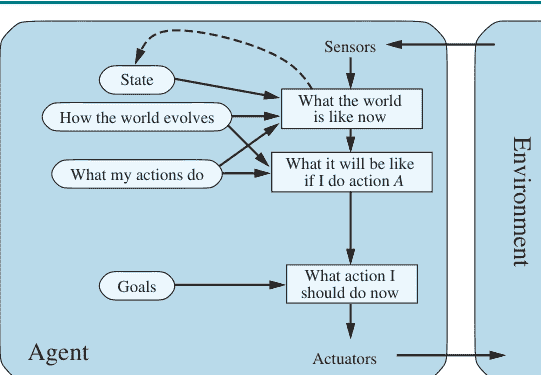 Sensors
State
What the world
is like now
How the world evolves
What it will be like
if I do action A
What my actions do
Environment
What action I
should do now
Goals
Agent
Actuators